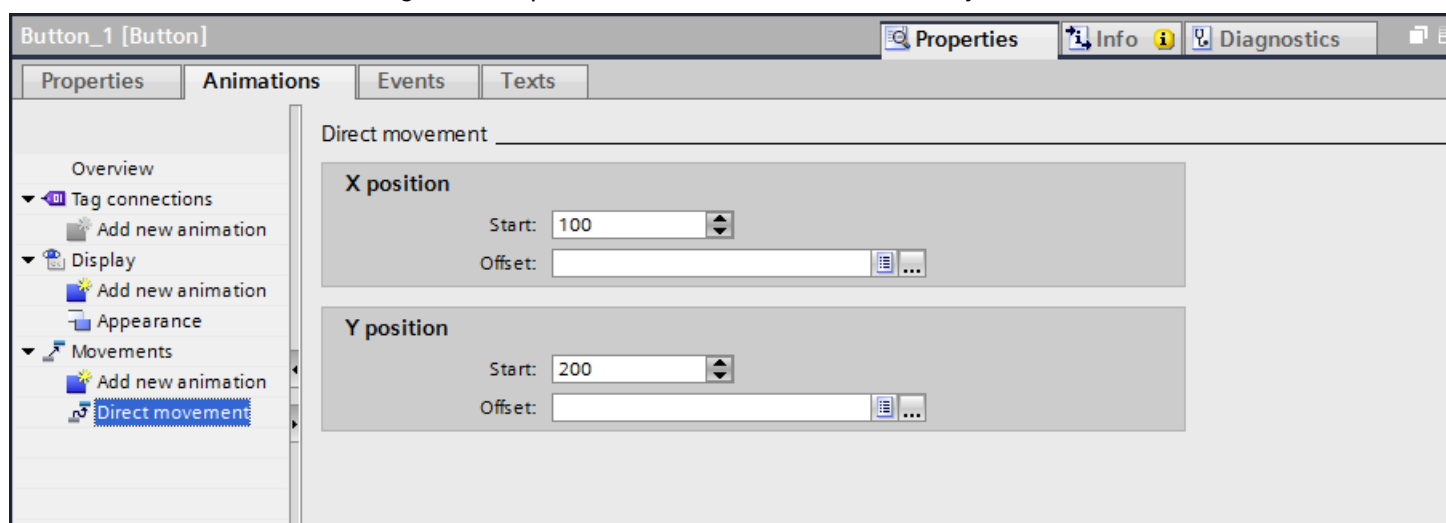 Button_1 [Button]
Properties Info Diagnostics
Properties Animations Events Texts
Direct movement
Overview
Tag connections
Add new animation
Display
Add new animation
Appearance
Movements
Add new animation
Direct movement
X position
Start: 100
Offset: ...
Y position
Start: 200
Offset: ...